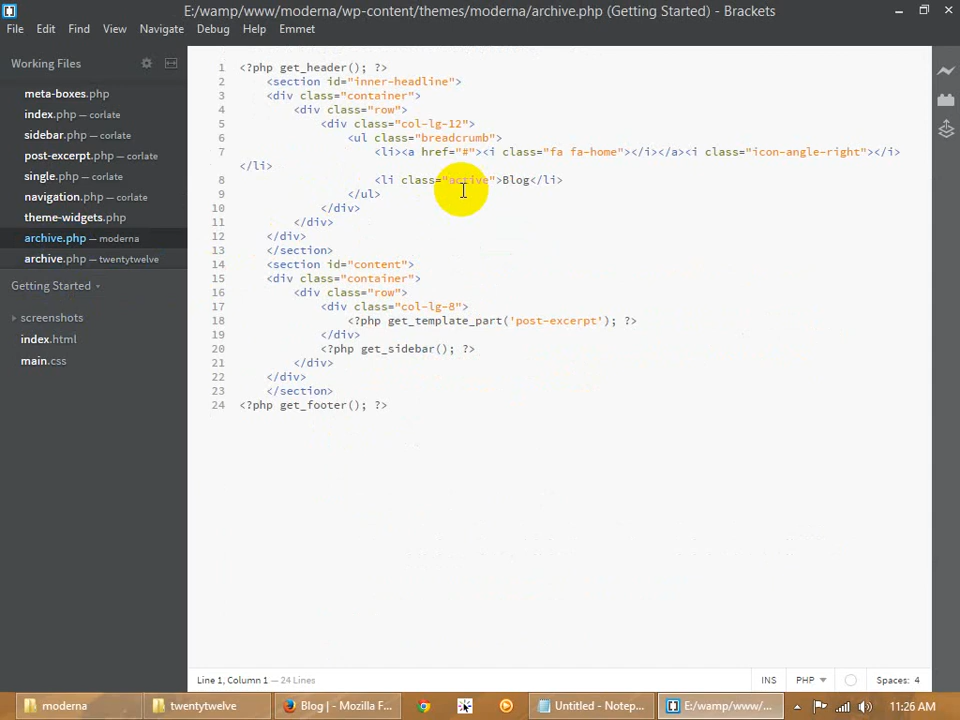 E:/wamp/www/moderna/wp-content/themes/moderna/archive.php (Getting Started) - Brackets
File Edit Find View Navigate Debug Help Emmet
Working Files
meta-boxes.php
index.php — corlate
sidebar.php — corlate
post-excerpt.php — corlate
single.php — corlate
navigation.php — corlate
theme-widgets.php
archive.php — moderna
archive.php — twentytwelve
Getting Started
screenshots
index.html
main.css
1 <?php get_header(); ?>
2 <section id="inner-headline">
3 <div class="container">
4 <div class="row">
5 <div class="col-lg-12">
6 <ul class="breadcrumb">
7 <li><a href="#"><i class="fa fa-home"></i></a><i class="icon-angle-right"></i>
</li>
8 <li class="active">Blog</li>
9 </ul>
10 </div>
11 </div>
12 </div>
13 </section>
14 <section id="content">
15 <div class="container">
16 <div class="row">
17 <div class="col-lg-8">
18 <?php get_template_part('post-excerpt'); ?>
19 </div>
20 <?php get_sidebar(); ?>
21 </div>
22 </div>
23 </section>
24 <?php get_footer(); ?>
Line 1, Column 1 — 24 Lines
INS PHP Spaces: 4
moderna twentytwelve Blog | - Mozilla F... Untitled - Notep... E:/wamp/www/... 11:26 AM